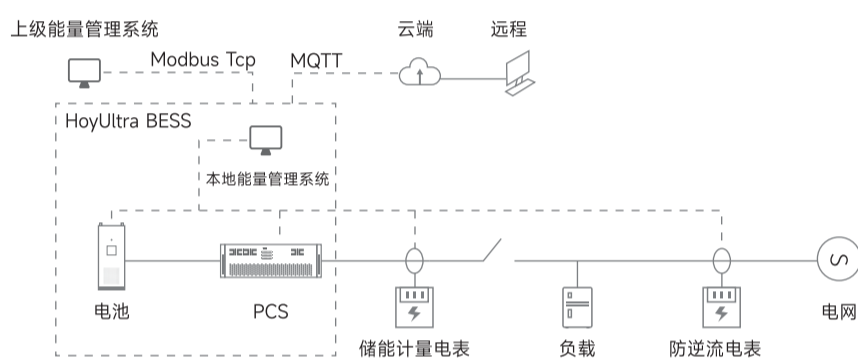 上级能量管理系统
云端
远程
Modbus Tcp
MQTT
HoyUltra BESS
本地能量管理系统
电池
PCS
储能计量电表
负载
防逆流电表
电网